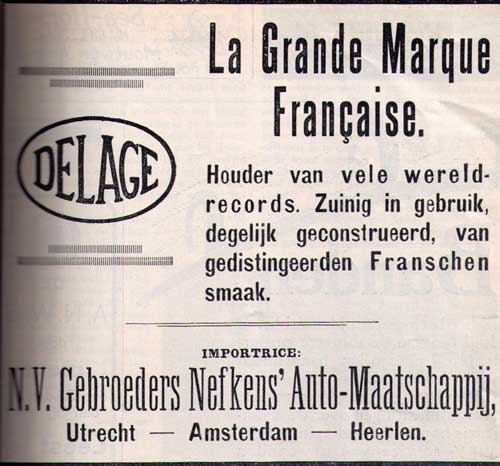 La Grande Marque
Française.
DELAGE
Houder van vele wereld-
records. Zuinig in gebruik,
degelijk geconstrueerd, van
gedistingeerden Franschen
smaak.
IMPORTRICE:
N.V. Gebroeders Nefkens' Auto-Maatschappij,
Utrecht — Amsterdam — Heerlen.